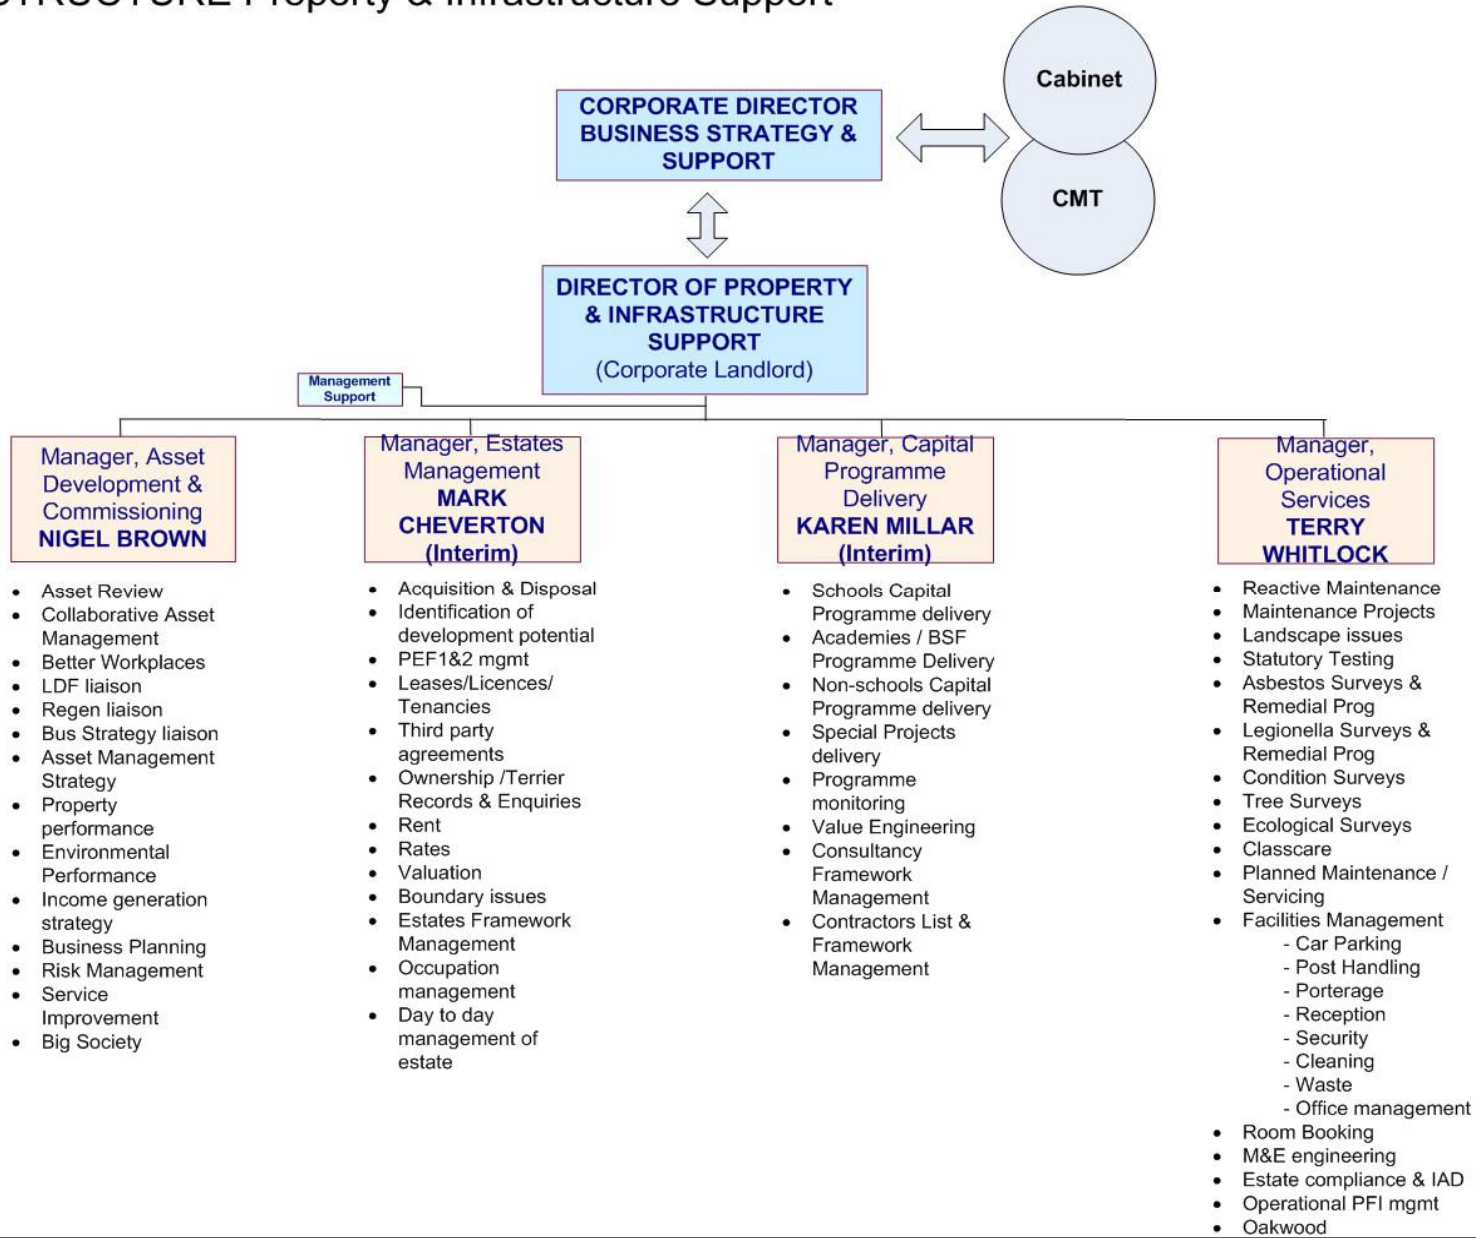 STRUCTURE Property & Infrastructure Support
Cabinet
CMT
CORPORATE DIRECTOR
BUSINESS STRATEGY &
SUPPORT
DIRECTOR OF PROPERTY
& INFRASTRUCTURE
SUPPORT
(Corporate Landlord)
Management
Support
Manager, Asset
Development &
Commissioning
NIGEL BROWN
• Asset Review
• Collaborative Asset
Management
• Better Workplaces
• LDF liaison
• Regen liaison
• Bus Strategy liaison
• Asset Management
Strategy
• Property
performance
• Environmental
Performance
• Income generation
strategy
• Business Planning
• Risk Management
• Service
Improvement
• Big Society
Manager, Estates
Management
MARK
CHEVERTON
(Interim)
• Acquisition & Disposal
• Identification of
development potential
• PEF1&2 mgmt
• Leases/Licences/
Tenancies
• Third party
agreements
• Ownership /Terrier
Records & Enquiries
• Rent
• Rates
• Valuation
• Boundary issues
• Estates Framework
Management
• Occupation
management
• Day to day
management of
estate
Manager, Capital
Programme
Delivery
KAREN MILLAR
(Interim)
• Schools Capital
Programme delivery
• Academies / BSF
Programme Delivery
• Non-schools Capital
Programme delivery
• Special Projects
delivery
• Programme
monitoring
• Value Engineering
• Consultancy
Framework
Management
• Contractors List &
Framework
Management
Manager,
Operational
Services
TERRY
WHITLOCK
• Reactive Maintenance
• Maintenance Projects
• Landscape issues
• Statutory Testing
• Asbestos Surveys &
Remedial Prog
• Legionella Surveys &
Remedial Prog
• Condition Surveys
• Tree Surveys
• Ecological Surveys
• Classcare
• Planned Maintenance /
Servicing
• Facilities Management
- Car Parking
- Post Handling
- Porterage
- Reception
- Security
- Cleaning
- Waste
- Office management
• Room Booking
• M&E engineering
• Estate compliance & IAD
• Operational PFI mgmt
• Oakwood